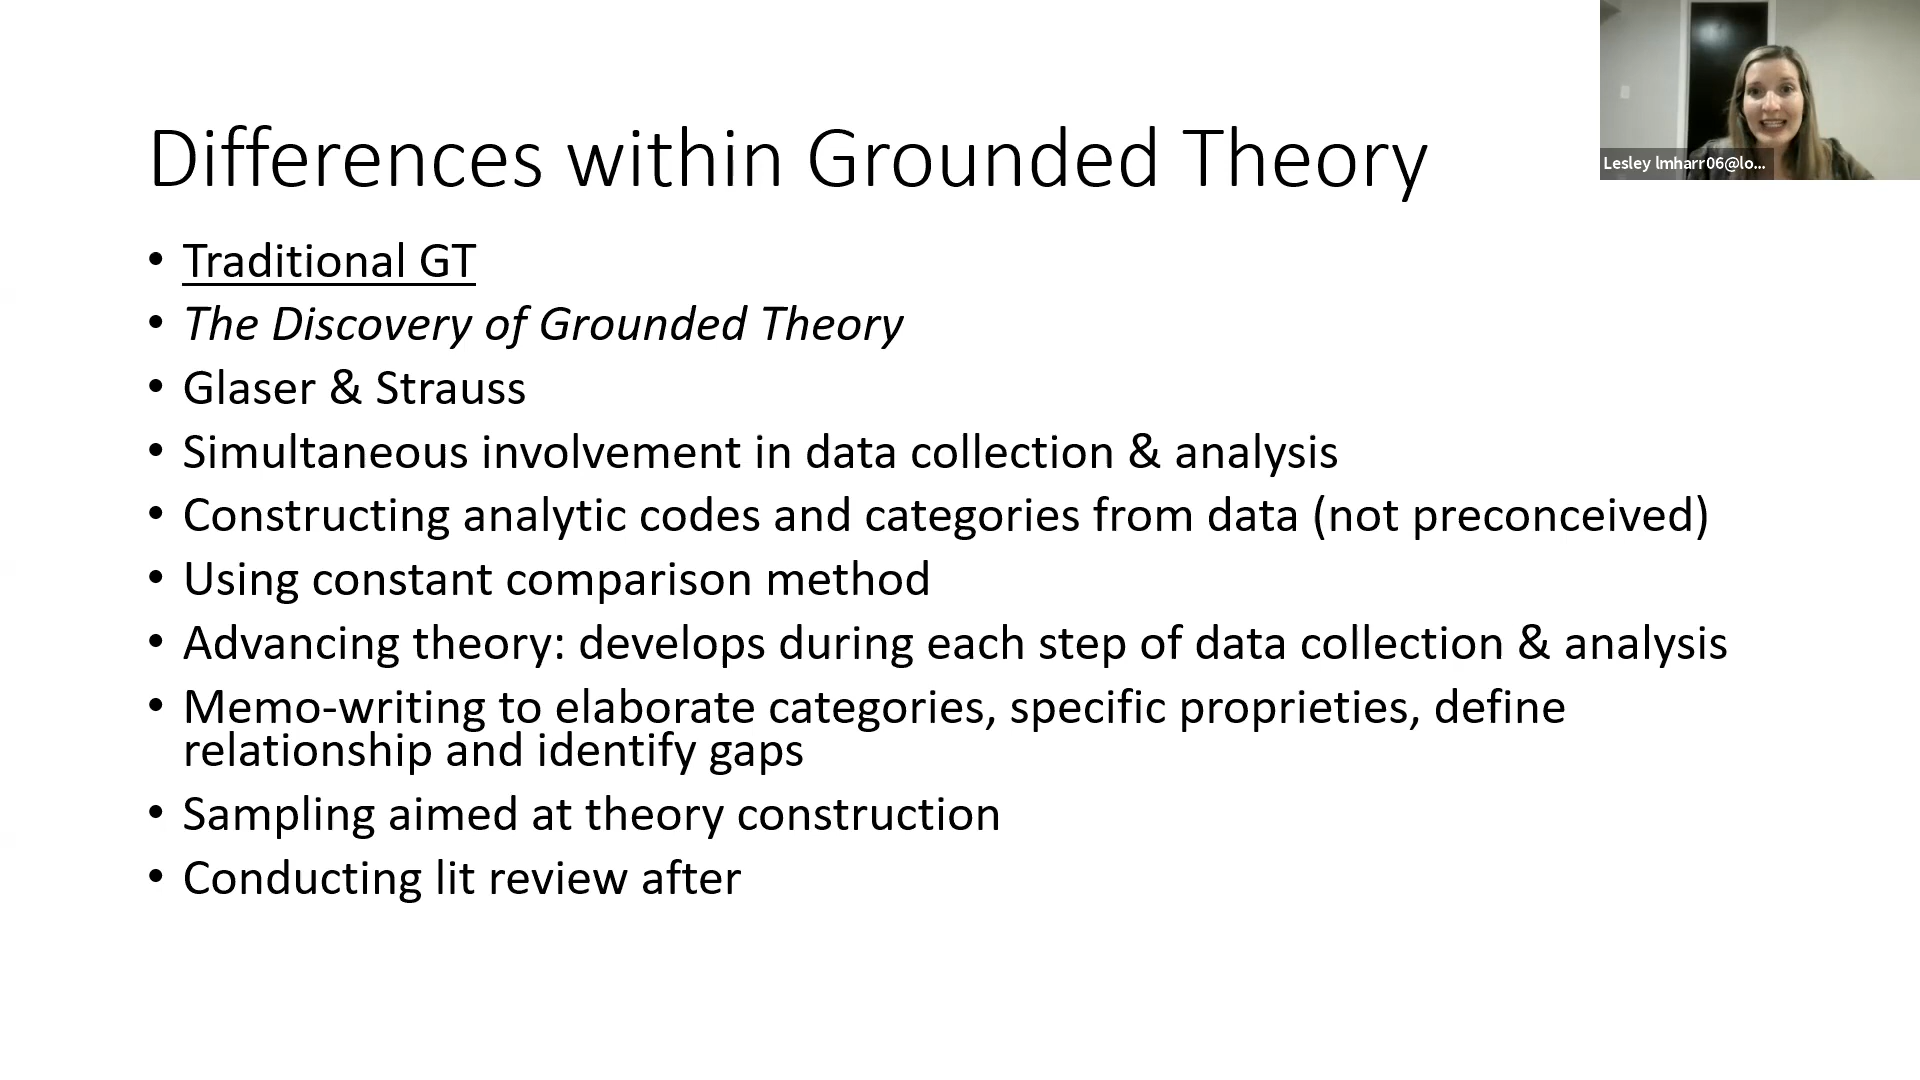 Differences within Grounded Theory
Lesley lmharr06@lo...
• Traditional GT
• The Discovery of Grounded Theory
• Glaser & Strauss
• Simultaneous involvement in data collection & analysis
• Constructing analytic codes and categories from data (not preconceived)
• Using constant comparison method
• Advancing theory: develops during each step of data collection & analysis
• Memo-writing to elaborate categories, specific proprieties, define
relationship and identify gaps
• Sampling aimed at theory construction
• Conducting lit review after